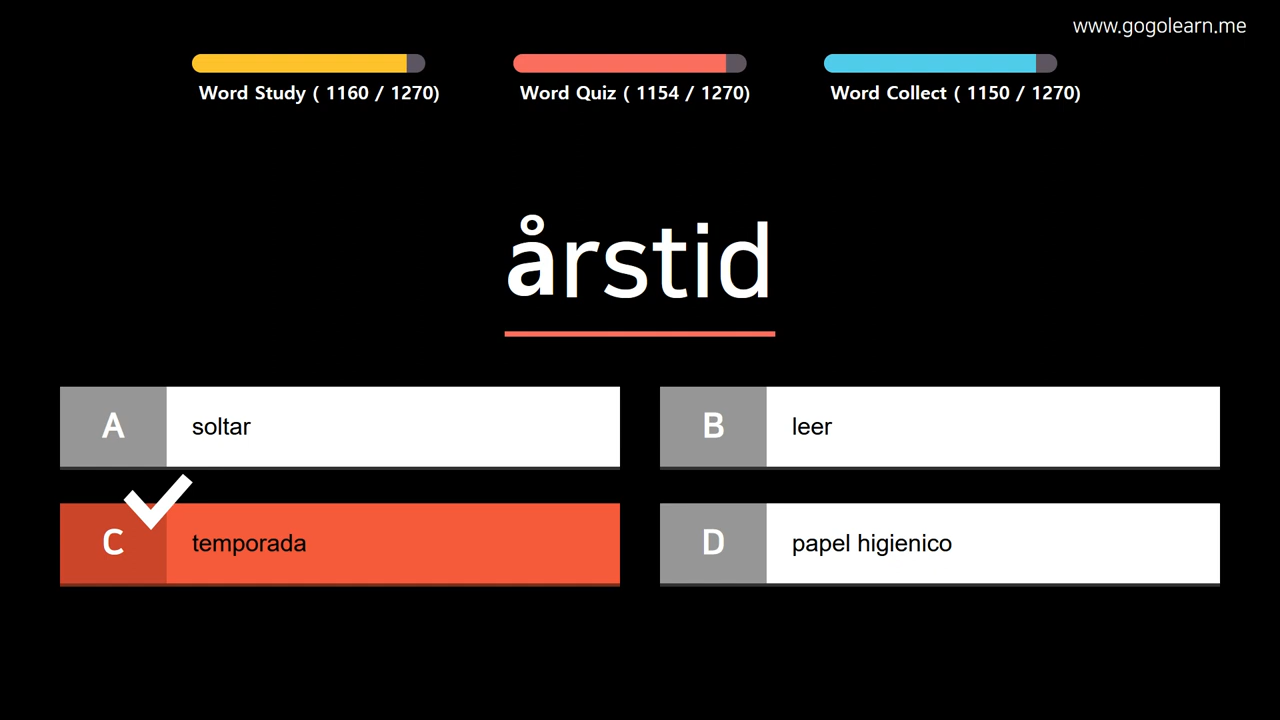 www.gogolearn.me
Word Study ( 1160 / 1270)
Word Quiz ( 1154 / 1270)
Word Collect ( 1150 / 1270)
årstid
A soltar
B leer
C temporada
D papel higienico